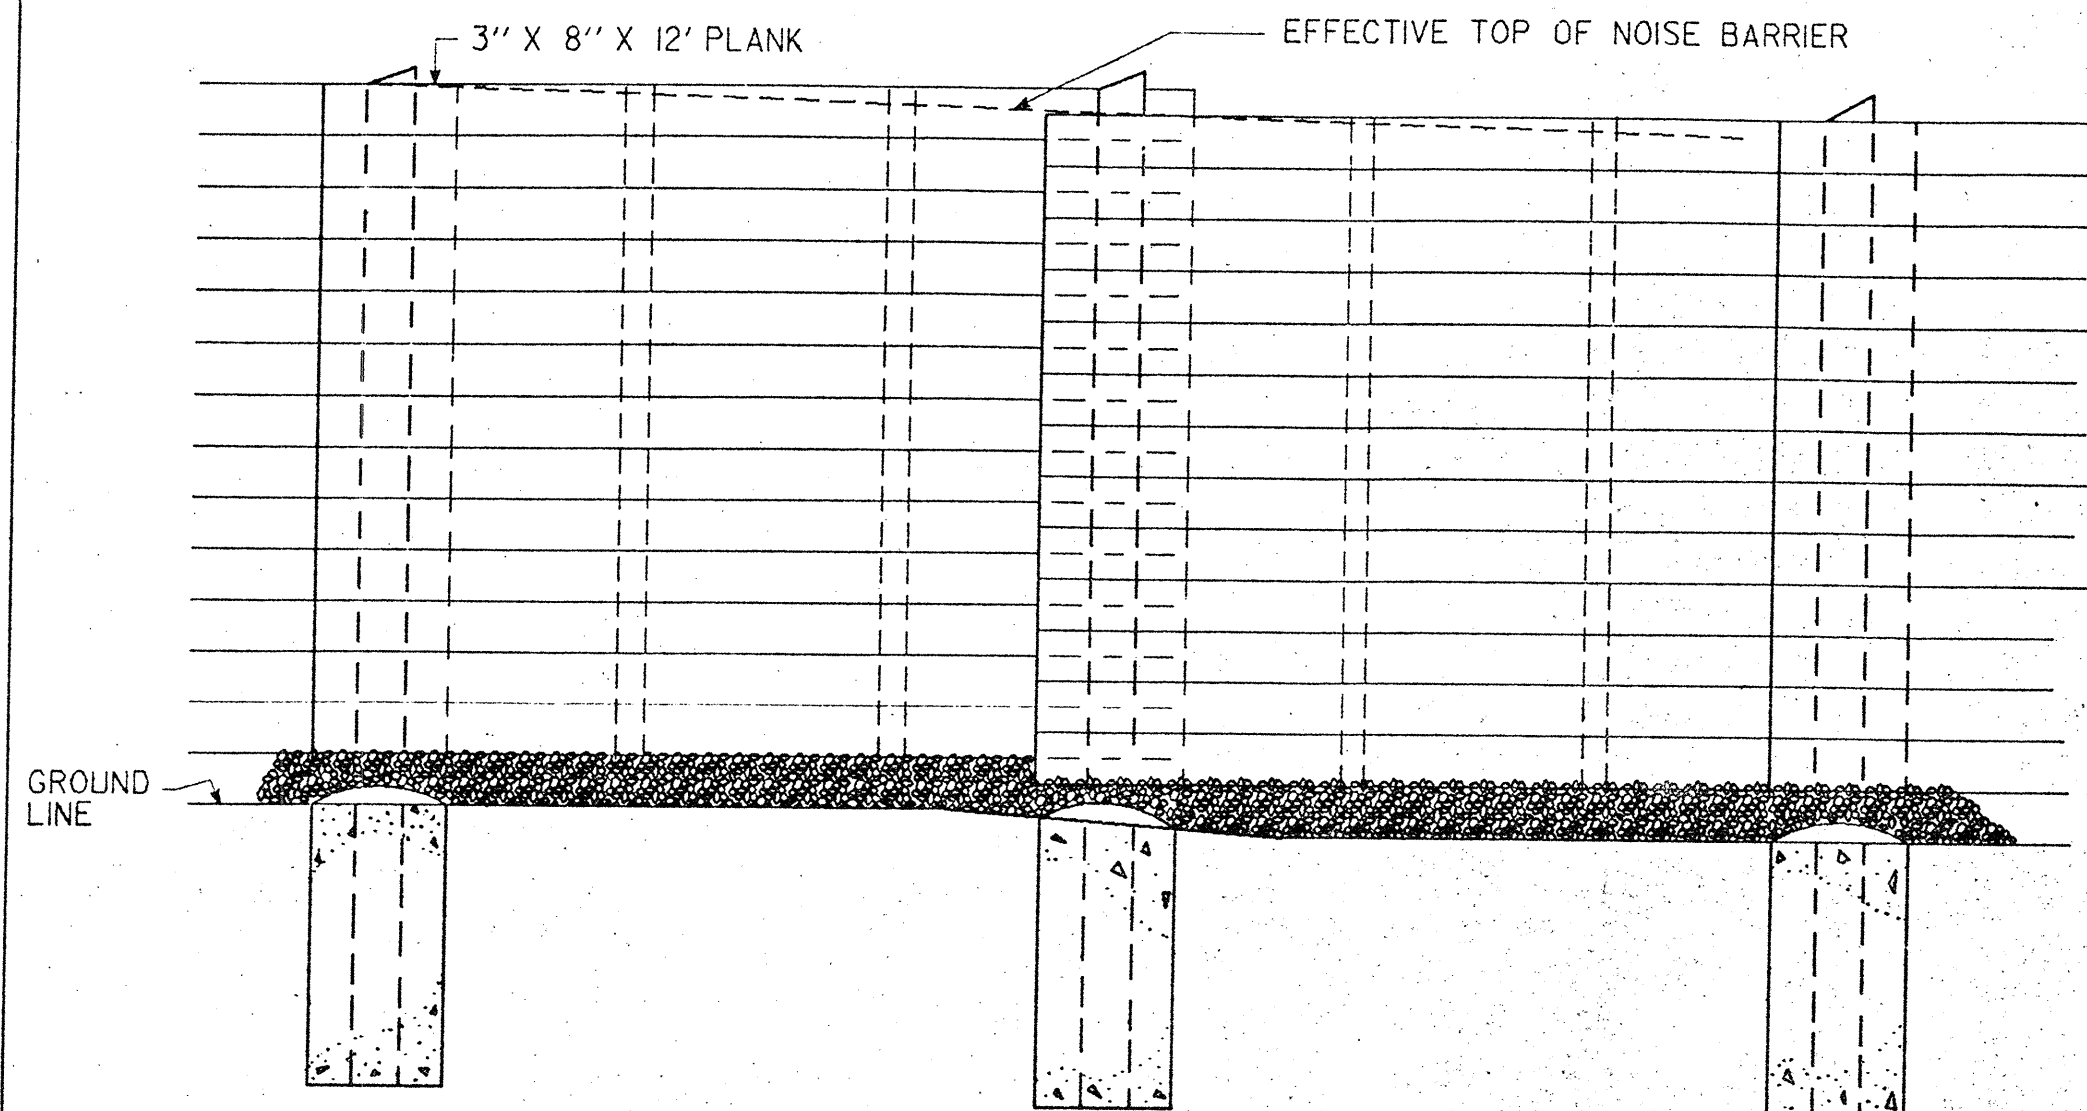 3" X 8" X 12' PLANK
EFFECTIVE TOP OF NOISE BARRIER
GROUND
LINE